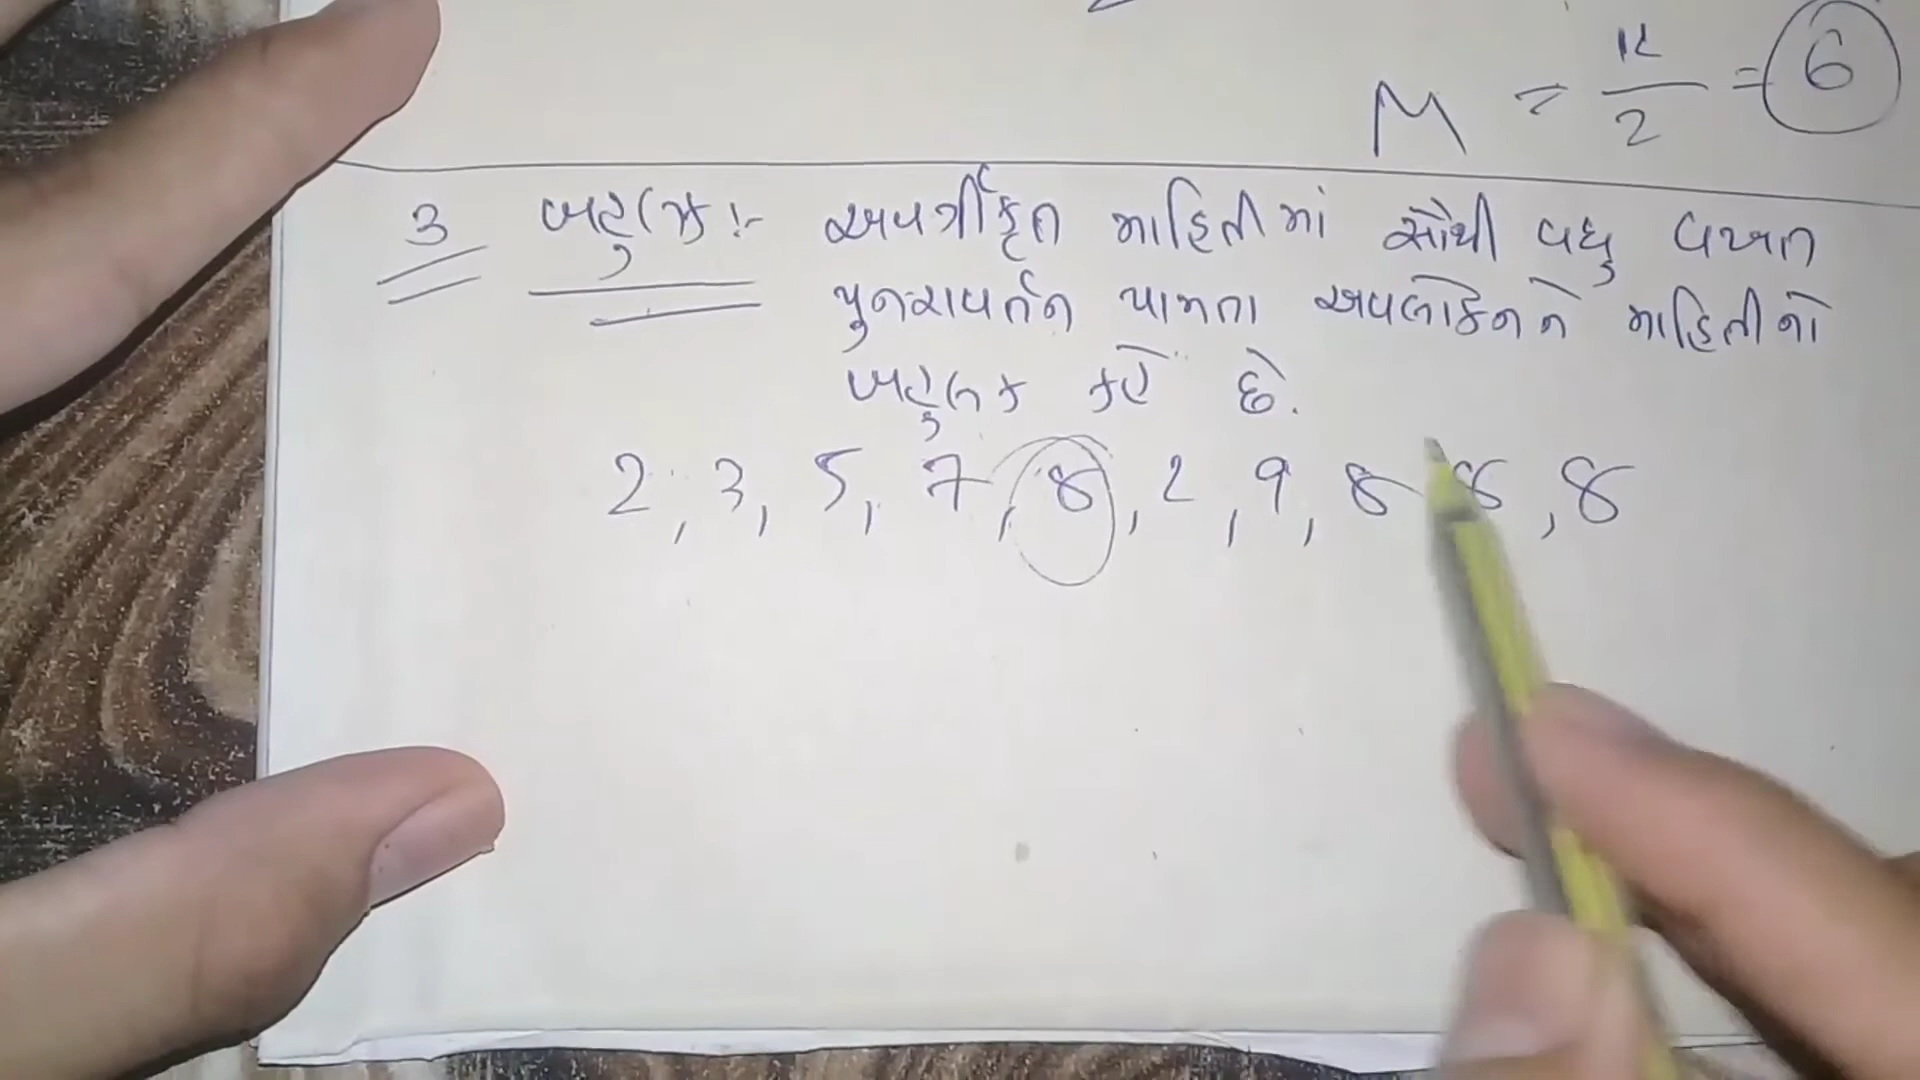 M = 12/2 = 6
3 બહુલક :- અવર્ગીકૃત માહિતીમાં સૌથી વધુ વખત
પુનરાવર્તન પામતા અવલોકનને માહિતીનો
બહુલક કહે છે.
2, 3, 5, 7, 8, 2, 9, 8 8, 8